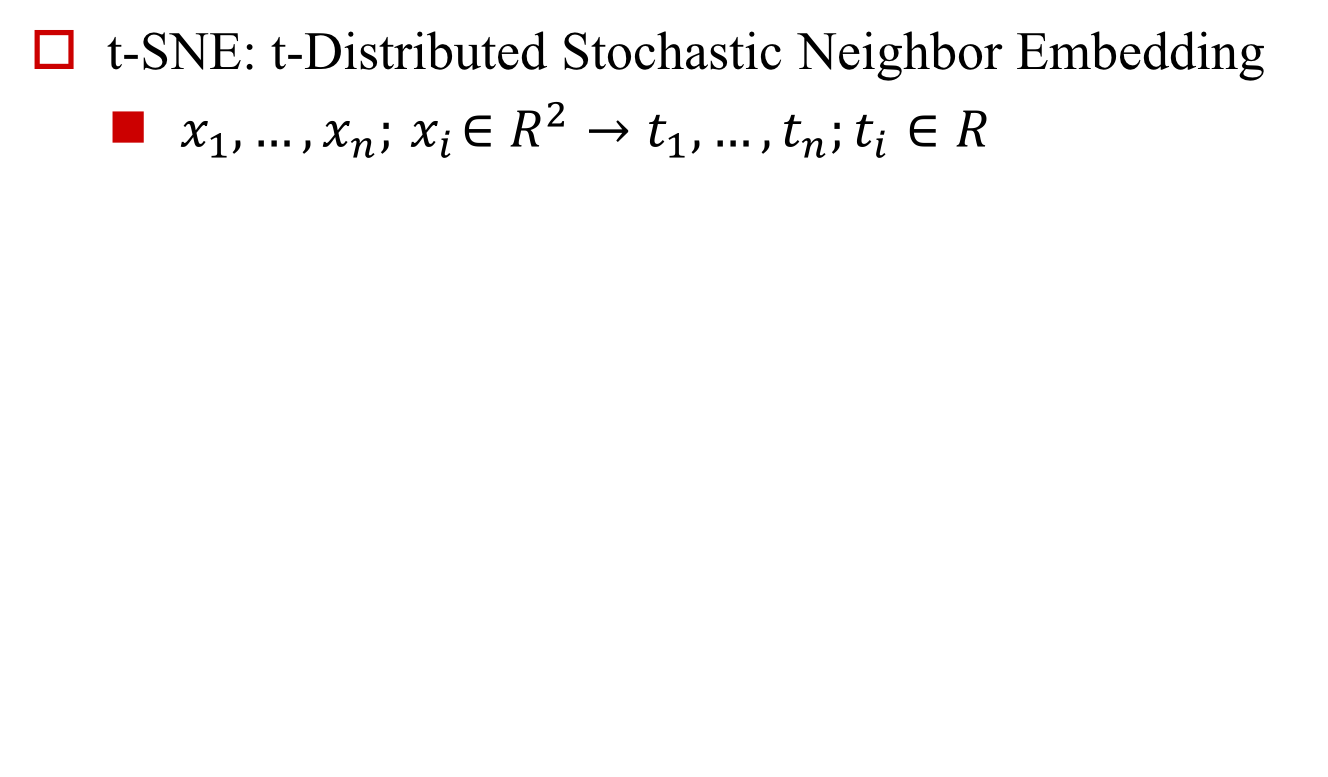 t-SNE: t-Distributed Stochastic Neighbor Embedding
x₁, … , xₙ; xᵢ ∈ R² → t₁, … , tₙ; tᵢ ∈ R